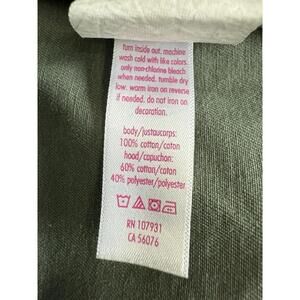 turn inside out. machine
wash cold with like colors.
only non-chlorine bleach
when needed. tumble dry
low. warm iron on reverse
if needed. do not iron on
decoration.
body/justaucorps:
100% cotton/coton
hood/capuchon:
60% cotton/coton
40% polyester/polyester
RN 107931
CA 56076